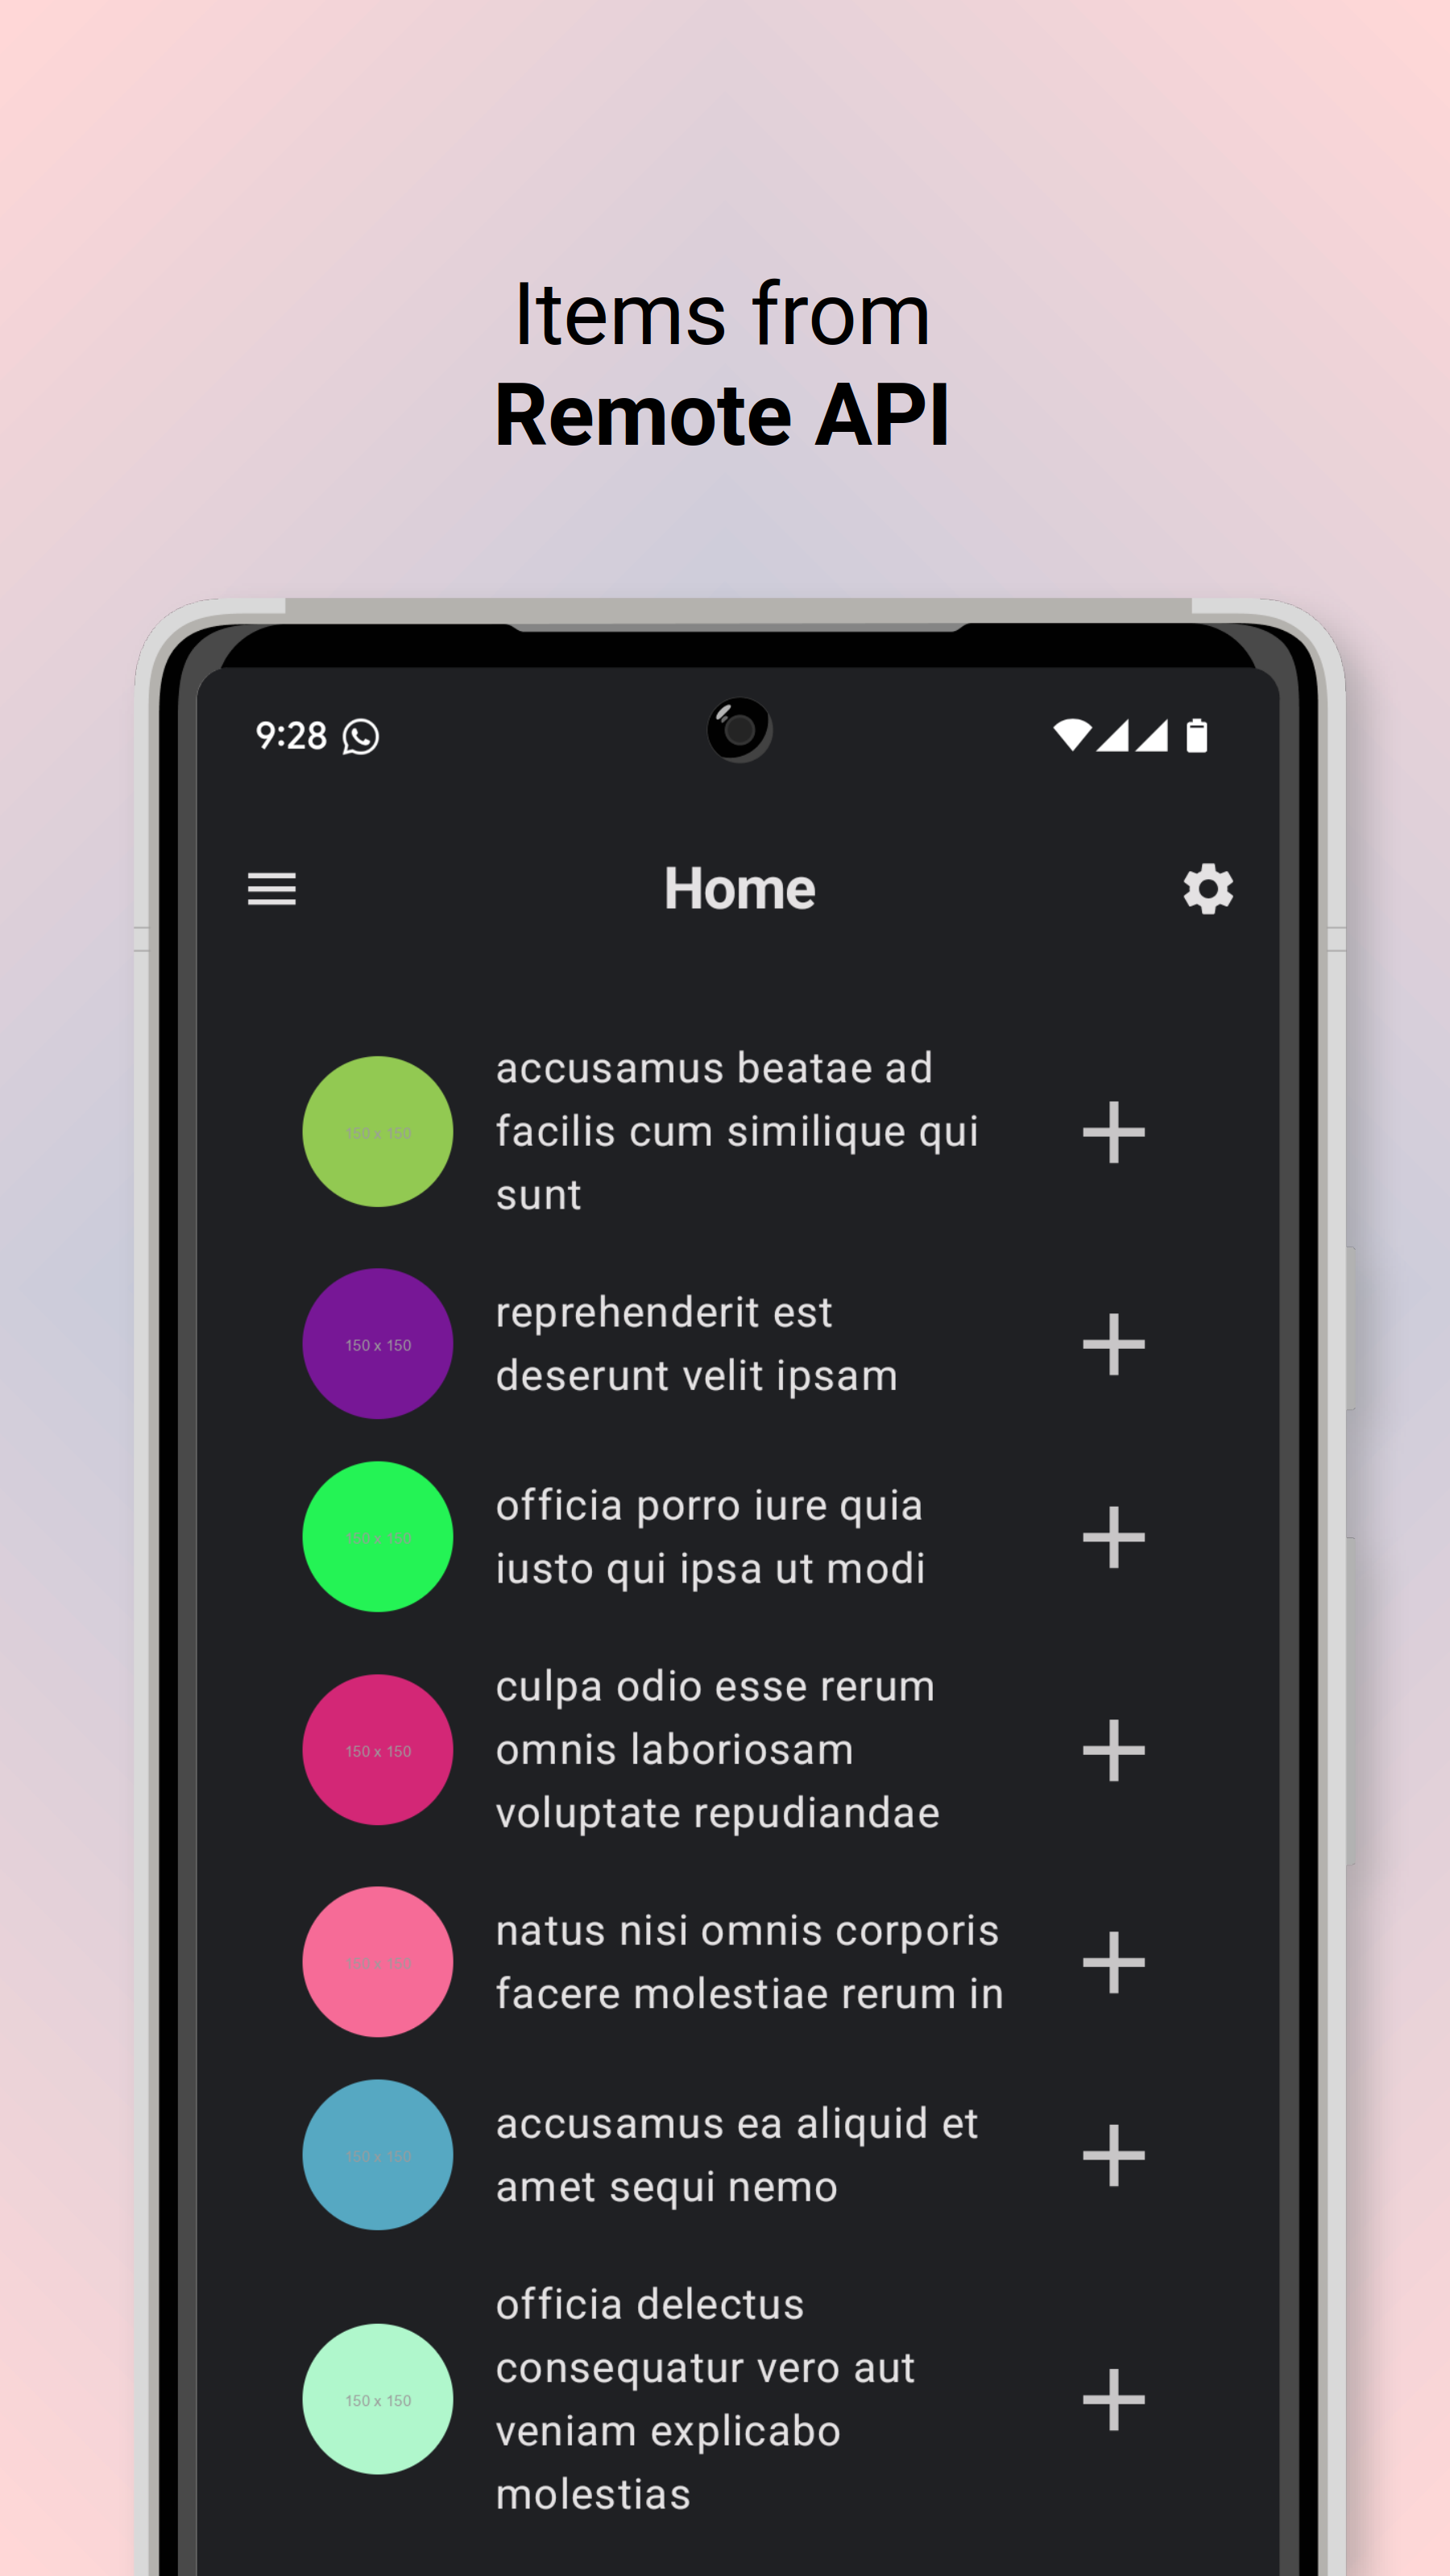 Items from
Remote API
9:28
Home
150 x 150
accusamus beatae ad
facilis cum similique qui
sunt
150 x 150
reprehenderit est
deserunt velit ipsam
150 x 150
officia porro iure quia
iusto qui ipsa ut modi
150 x 150
culpa odio esse rerum
omnis laboriosam
voluptate repudiandae
150 x 150
natus nisi omnis corporis
facere molestiae rerum in
150 x 150
accusamus ea aliquid et
amet sequi nemo
150 x 150
officia delectus
consequatur vero aut
veniam explicabo
molestias